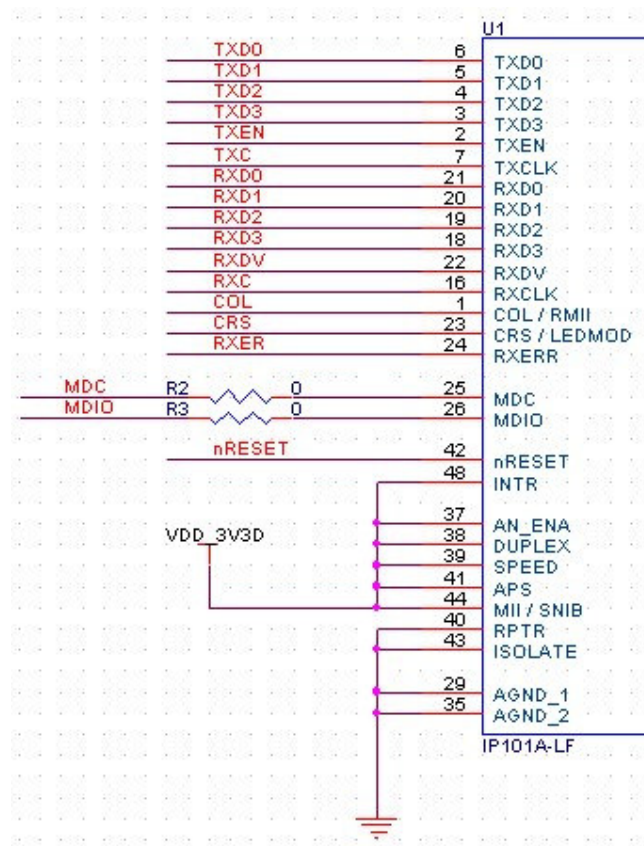 U1
TXD0 6 TXD0
TXD1 5 TXD1
TXD2 4 TXD2
TXD3 3 TXD3
TXEN 2 TXEN
TXC 7 TXCLK
RXD0 21 RXD0
RXD1 20 RXD1
RXD2 19 RXD2
RXD3 18 RXD3
RXDV 22 RXDV
RXC 16 RXCLK
COL 1 COL / RMII
CRS 23 CRS / LEDMOD
RXER 24 RXERR
MDC R2 0 25 MDC
MDIO R3 0 26 MDIO
nRESET 42 nRESET
48 INTR
37 AN_ENA
VDD_3V3D 38 DUPLEX
39 SPEED
41 APS
44 MII / SNIB
40 RPTR
43 ISOLATE
29 AGND_1
35 AGND_2
IP101A-LF